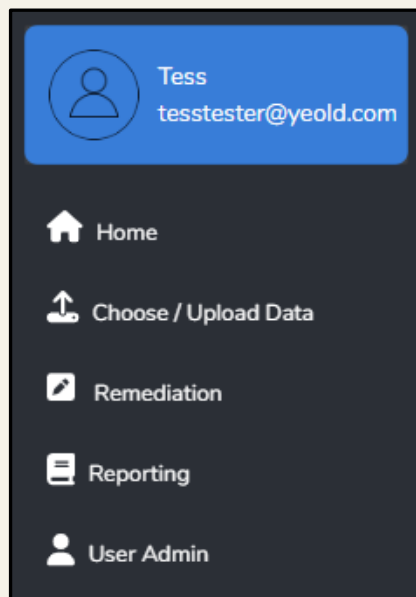 Tess
tesstester@yeold.com
Home
Choose / Upload Data
Remediation
Reporting
User Admin